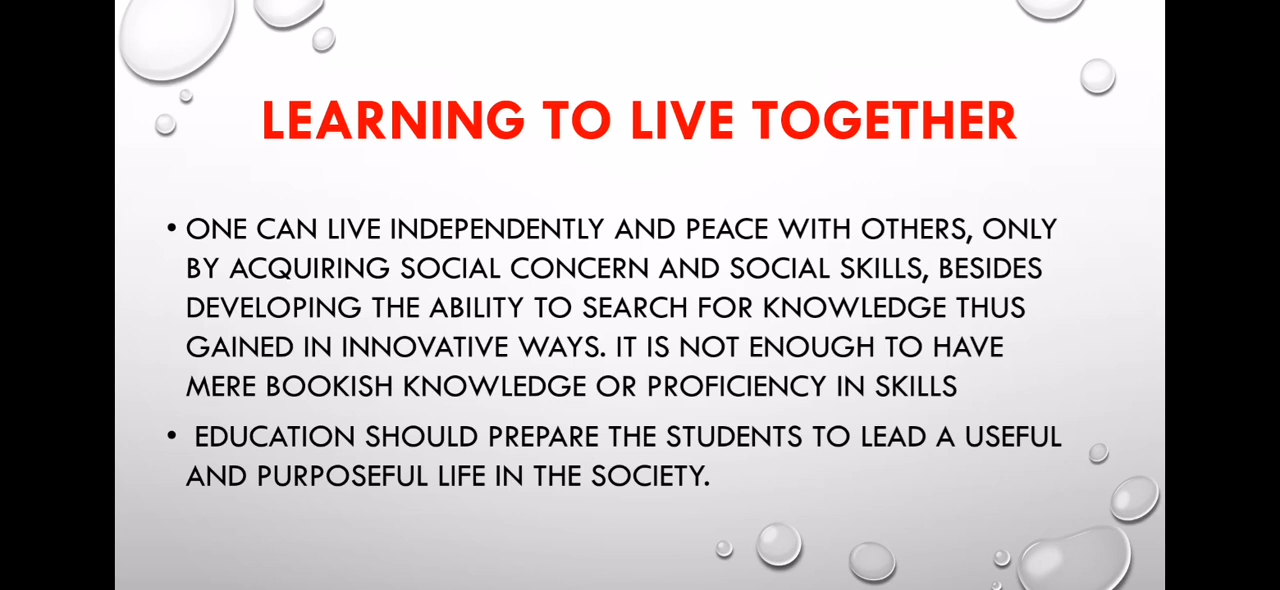 LEARNING TO LIVE TOGETHER
• ONE CAN LIVE INDEPENDENTLY AND PEACE WITH OTHERS, ONLY
BY ACQUIRING SOCIAL CONCERN AND SOCIAL SKILLS, BESIDES
DEVELOPING THE ABILITY TO SEARCH FOR KNOWLEDGE THUS
GAINED IN INNOVATIVE WAYS. IT IS NOT ENOUGH TO HAVE
MERE BOOKISH KNOWLEDGE OR PROFICIENCY IN SKILLS
• EDUCATION SHOULD PREPARE THE STUDENTS TO LEAD A USEFUL
AND PURPOSEFUL LIFE IN THE SOCIETY.